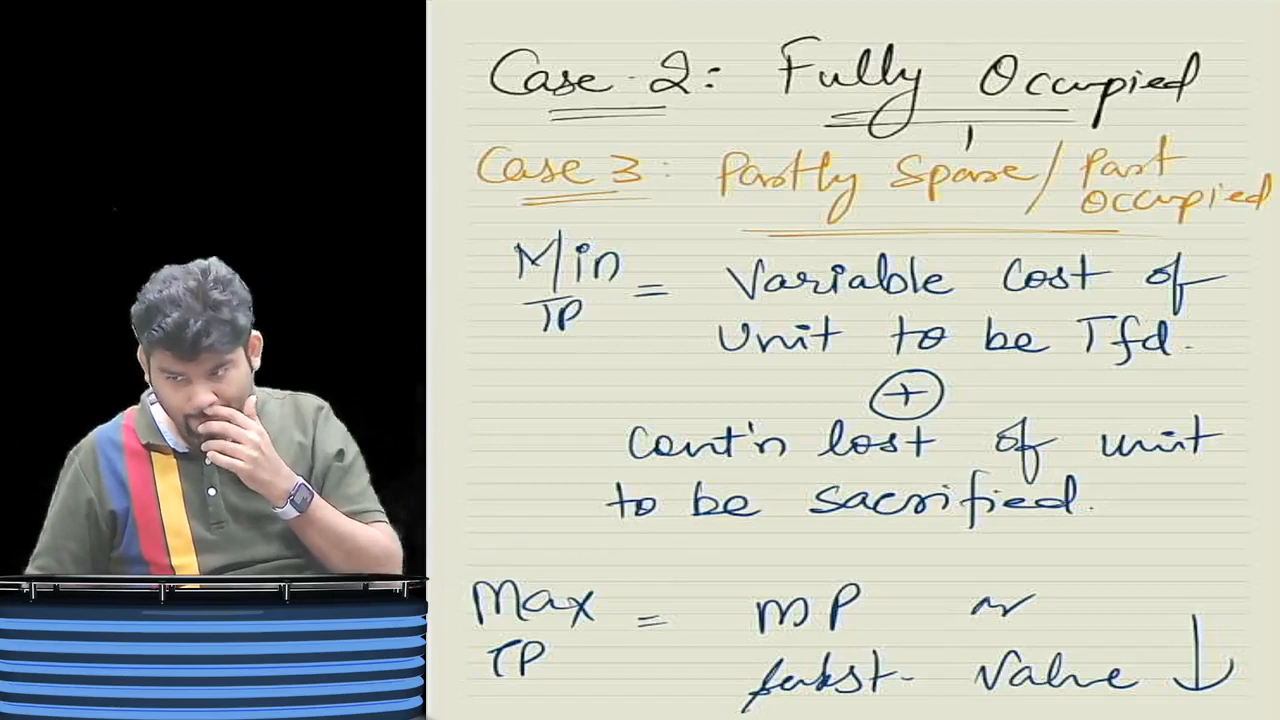 Case 2: Fully Occupied
Case 3: Partly Spare/ Part Occupied
Min TP = Variable Cost of
Unit to be Tfd.
+
Cont'n lost of unit
to be sacrified.
Max TP = MP or
subst. Value ↓